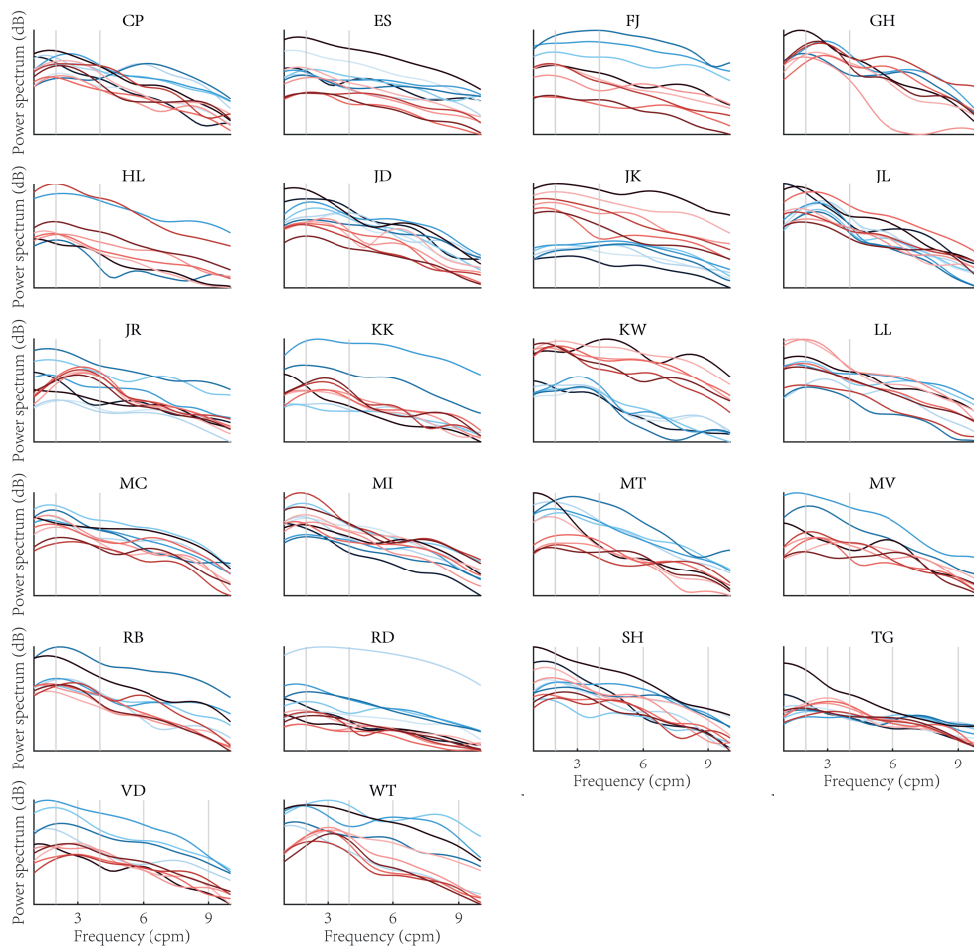 CP ES FJ GH
Power spectrum (dB)
HL JD JK JL
Power spectrum (dB)
JR KK KW LL
Power spectrum (dB)
MC MI MT MV
Power spectrum (dB)
RB RD SH TG
Power spectrum (dB)
3 6 9 3 6 9
Frequency (cpm) Frequency (cpm)
VD WT
Power spectrum (dB)
3 6 9 3 6 9
Frequency (cpm) Frequency (cpm)